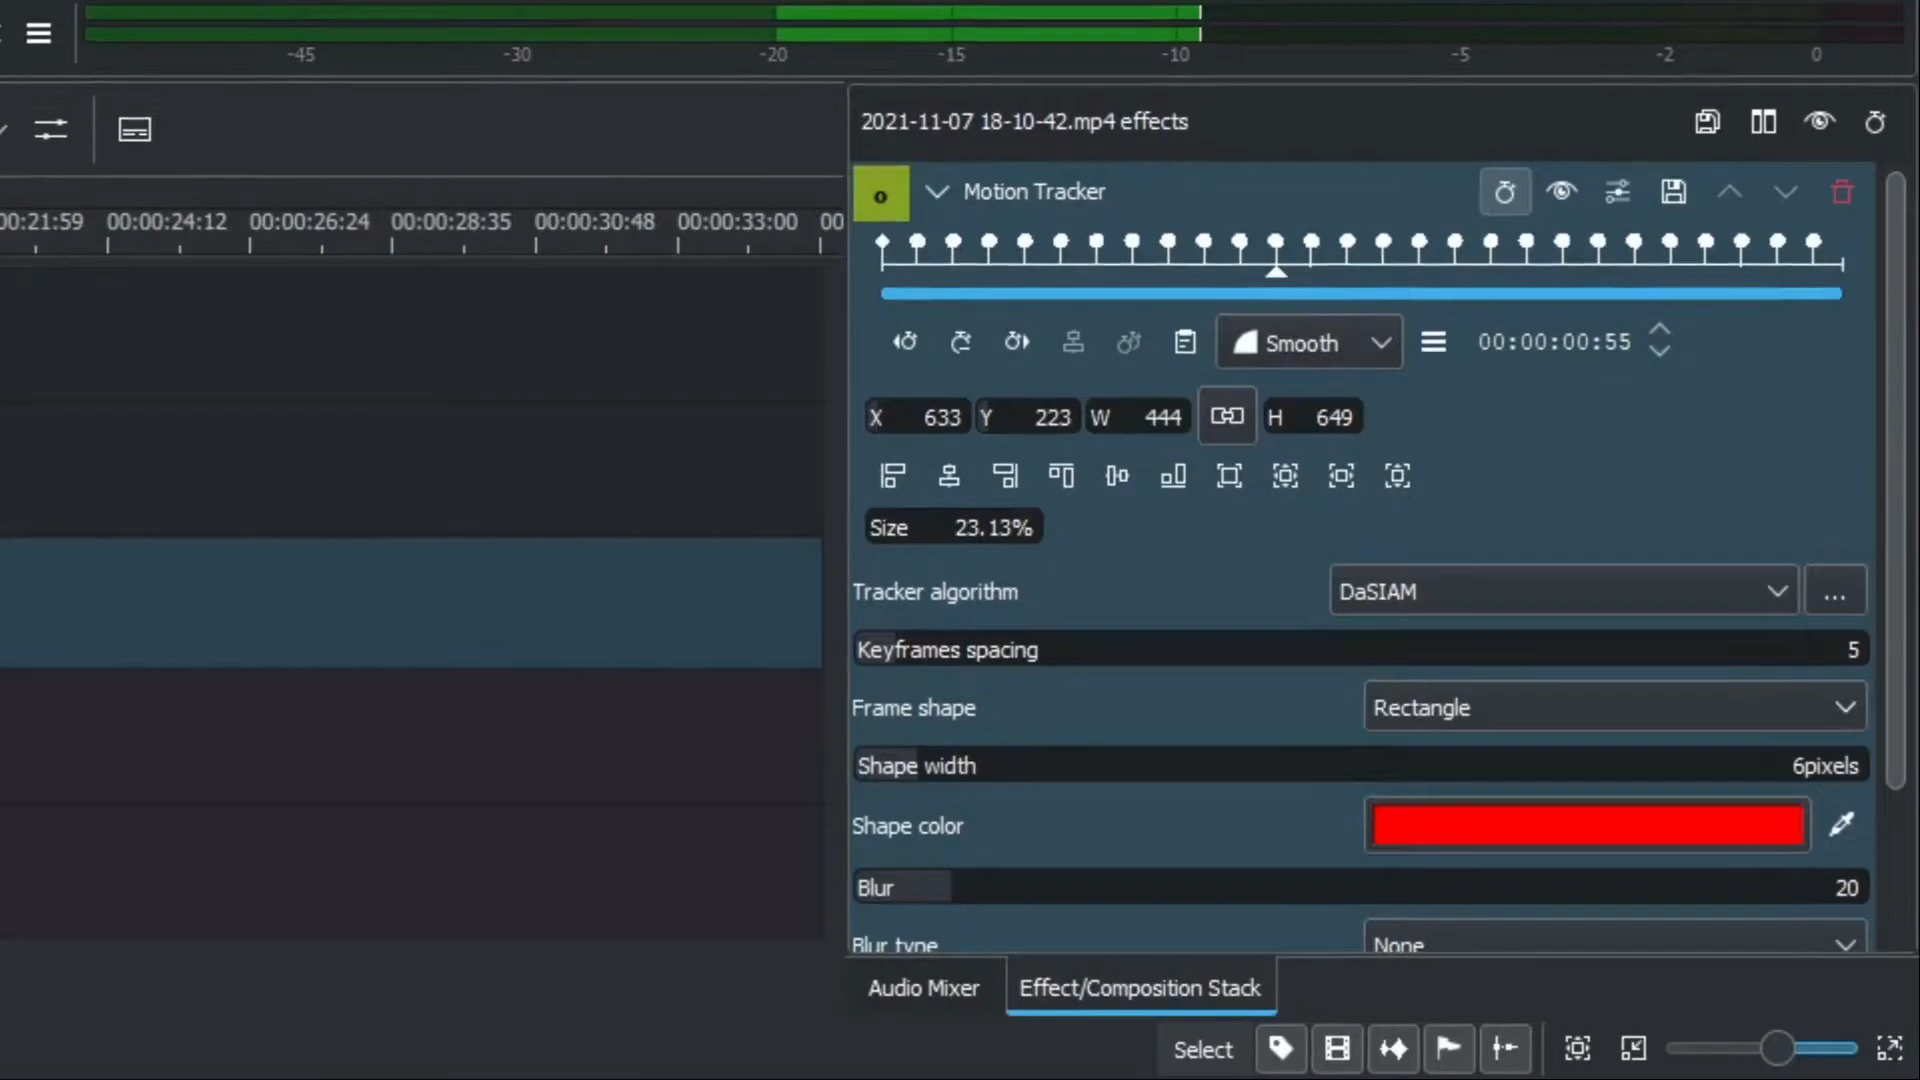 -45 -30 -20 -15 -10 -5 -2 0
2021-11-07 18-10-42.mp4 effects
Motion Tracker
00:21:59 00:00:24:12 00:00:26:24 00:00:28:35 00:00:30:48 00:00:33:00 00
Smooth 00:00:00:55
X 633 Y 223 W 444 H 649
Size 23.13%
Tracker algorithm DaSIAM ...
Keyframes spacing 5
Frame shape Rectangle
Shape width 6pixels
Shape color
Blur 20
Blur type None
Audio Mixer Effect/Composition Stack
Select